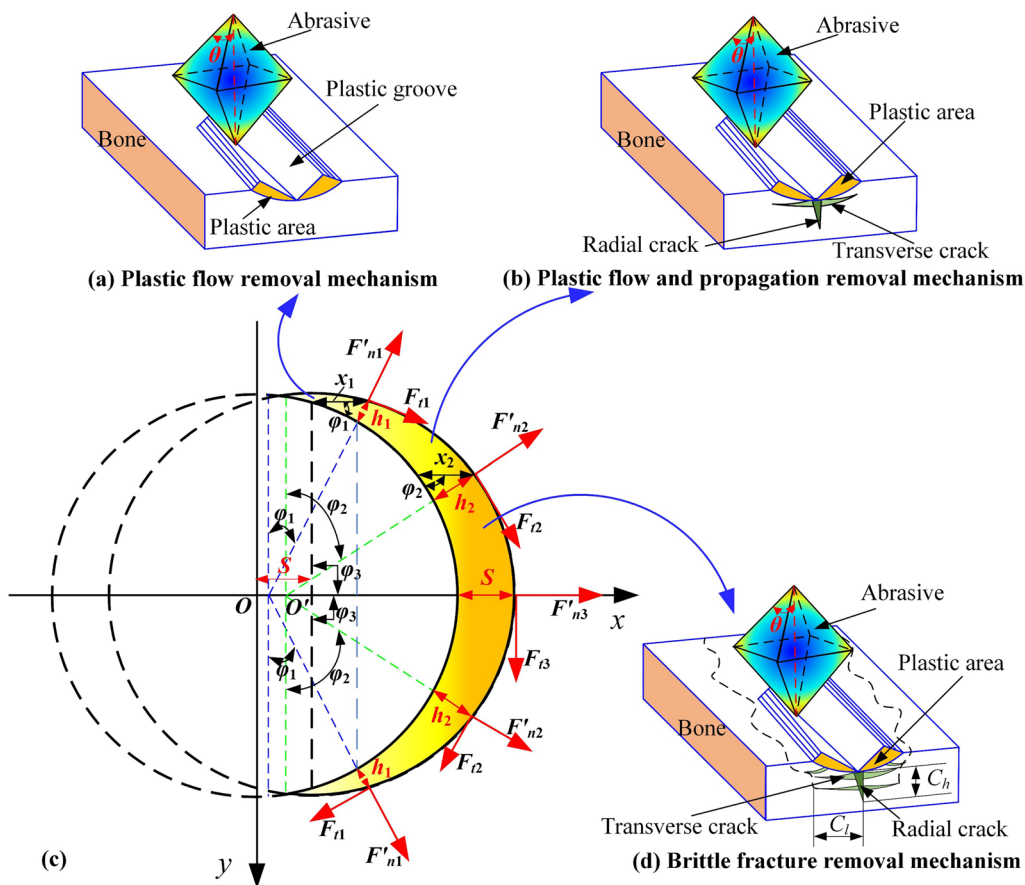 θ
Abrasive
Plastic groove
Bone
Plastic area
(a) Plastic flow removal mechanism
θ
Abrasive
Plastic area
Bone
Radial crack
Transverse crack
(b) Plastic flow and propagation removal mechanism
F'n1
x1
Ft1
h1
φ1
F'n2
x2
φ2
h2
φ2
φ1
Ft2
S
φ3
S
O
O'
φ3
F'n3
x
φ1
φ2
Ft3
h2
F'n2
Ft2
h1
Ft1
F'n1
y
(c)
θ
Abrasive
Plastic area
Bone
Ch
Transverse crack
Cl
Radial crack
(d) Brittle fracture removal mechanism